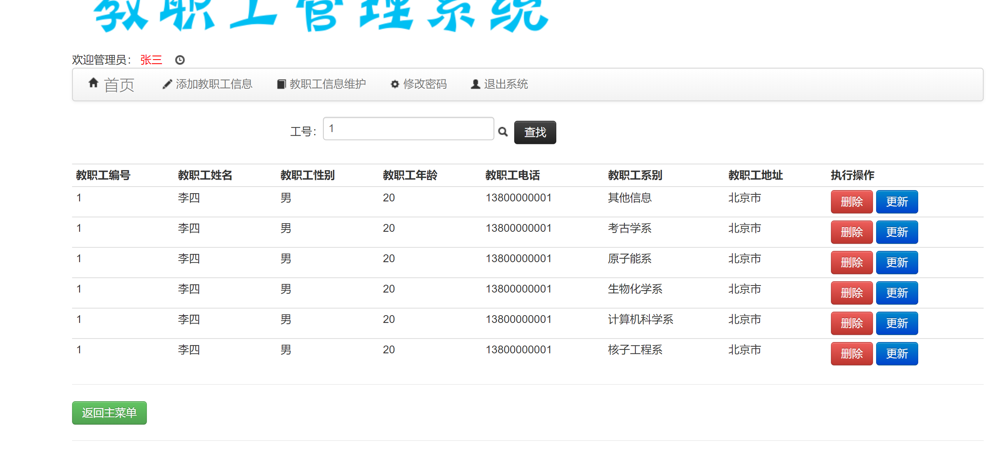 教职工管理系统
欢迎管理员： 张三
首页 添加教职工信息 教职工信息维护 修改密码 退出系统
工号： 1 查找
教职工编号 教职工姓名 教职工性别 教职工年龄 教职工电话 教职工系别 教职工地址 执行操作
1 李四 男 20 13800000001 其他信息 北京市 删除 更新
1 李四 男 20 13800000001 考古学系 北京市 删除 更新
1 李四 男 20 13800000001 原子能系 北京市 删除 更新
1 李四 男 20 13800000001 生物化学系 北京市 删除 更新
1 李四 男 20 13800000001 计算机科学系 北京市 删除 更新
1 李四 男 20 13800000001 核子工程系 北京市 删除 更新
返回主菜单